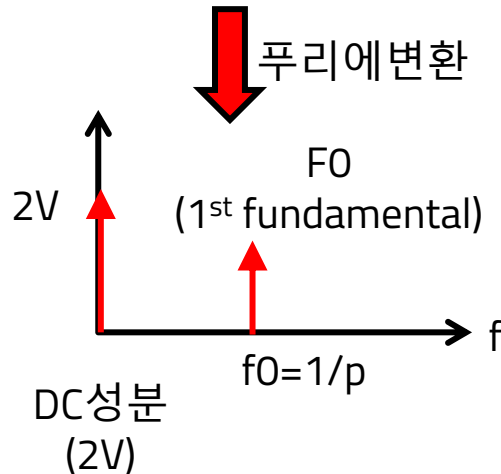 푸리에변환
F0
(1st fundamental)
2V
f
f0=1/p
DC성분
(2V)